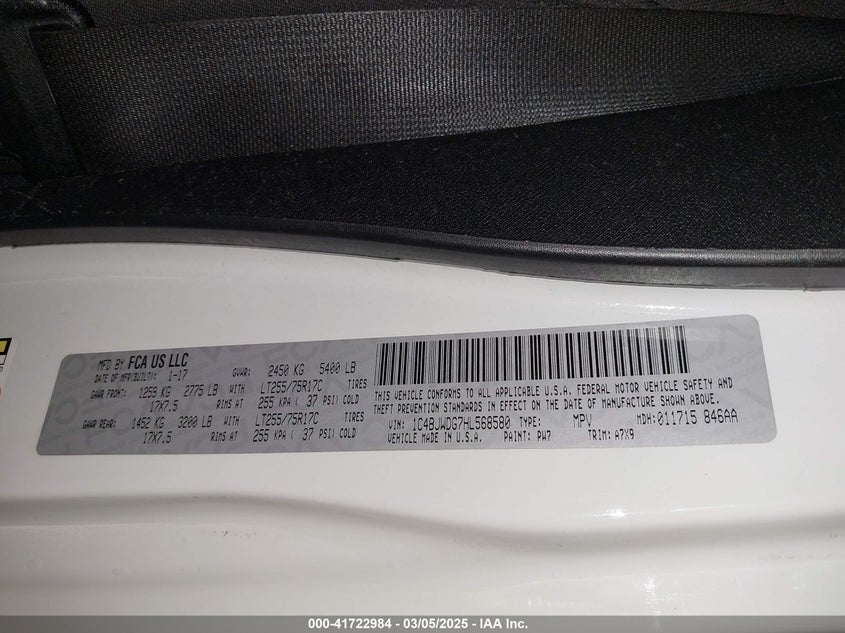 MFD BY FCA US LLC
DATE OF MFR(BUILT): 1-17
GVWR: 2450 KG 5400 LB
GAWR FRONT: 1259 KG 2775 LB WITH LT255/75R17C TIRES
17X7.5 RIMS AT 255 KPA ( 37 PSI) COLD
GAWR REAR: 1452 KG 3200 LB WITH LT255/75R17C TIRES
17X7.5 RIMS AT 255 KPA ( 37 PSI) COLD
THIS VEHICLE CONFORMS TO ALL APPLICABLE U.S.A. FEDERAL MOTOR VEHICLE SAFETY AND
THEFT PREVENTION STANDARDS IN EFFECT ON THE DATE OF MANUFACTURE SHOWN ABOVE.
VIN: 1C4BJWDG7HL568580 TYPE: MPV MDH:011715 846AA
VEHICLE MADE IN U.S.A. PAINT: PW7 TRIM: A7X9
000-41722984 - 03/05/2025 - IAA Inc.